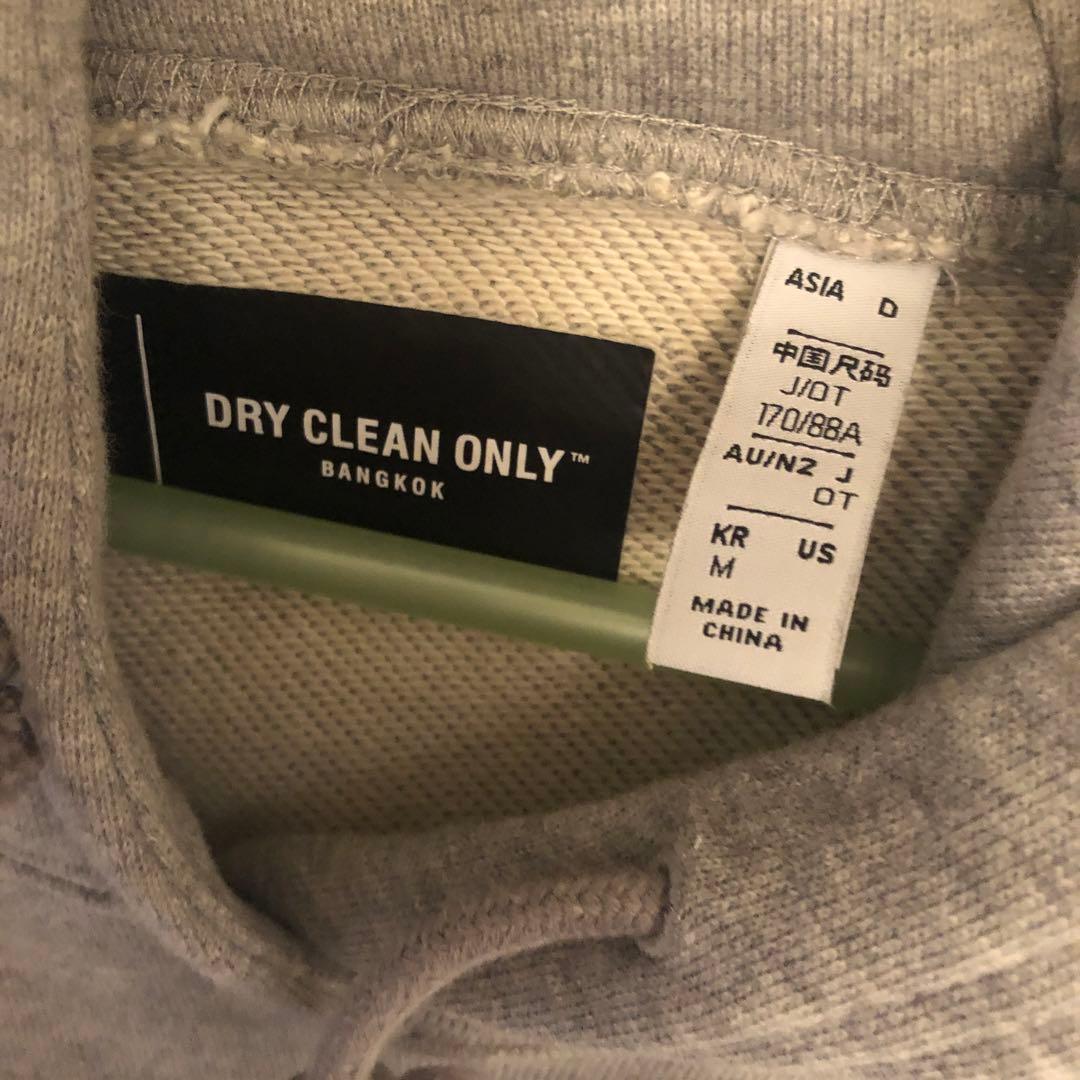 DRY CLEAN ONLY™
BANGKOK
ASIA D
中国尺码
J/OT
170/88A
AU/NZ J
OT
KR US
M
MADE IN
CHINA